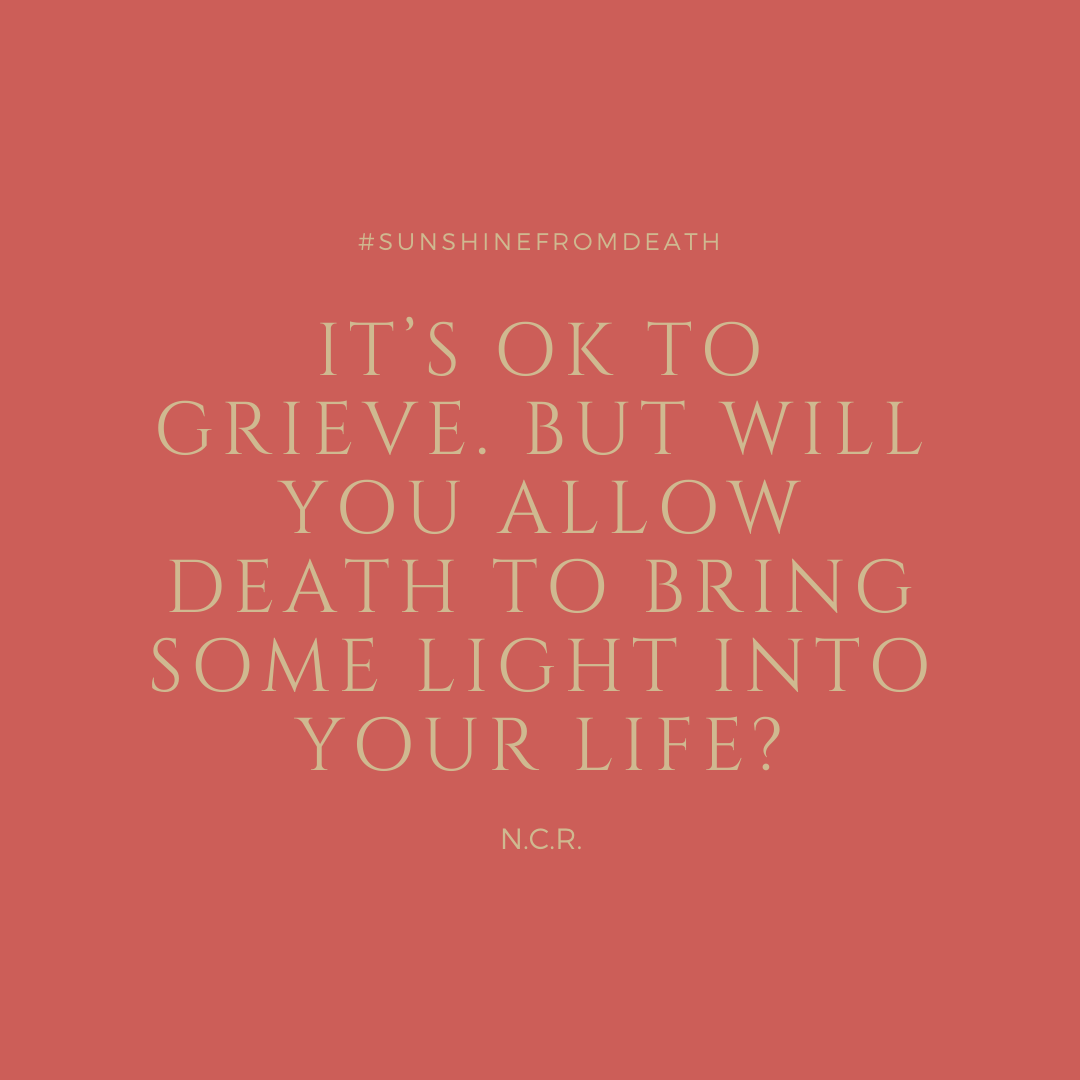 #SUNSHINEFROMDEATH
IT’S OK TO
GRIEVE. BUT WILL
YOU ALLOW
DEATH TO BRING
SOME LIGHT INTO
YOUR LIFE?
N.C.R.